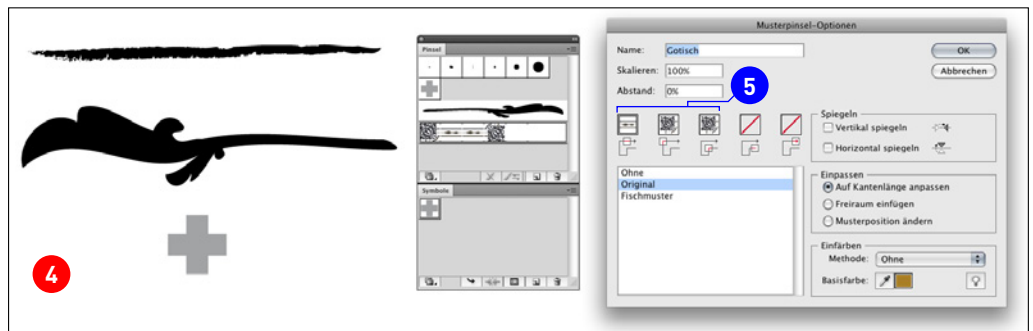 Pinsel
Symbole
4
Musterpinsel-Optionen
Name: Gotisch
Skalieren: 100%
Abstand: 0%
5
OK
Abbrechen
Spiegeln
Vertikal spiegeln
Horizontal spiegeln
Ohne
Original
Fischmuster
Einpassen
Auf Kantenlänge anpassen
Freiraum einfügen
Musterposition ändern
Einfärben
Methode: Ohne
Basisfarbe: